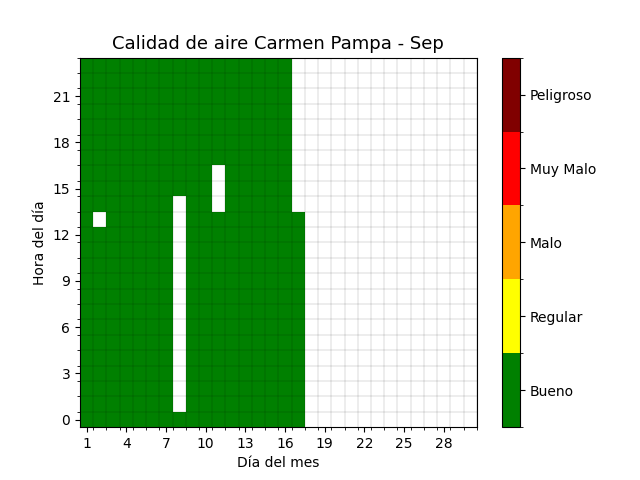 Calidad de aire Carmen Pampa - Sep
Hora del día
21
18
15
12
9
6
3
0
1 4 7 10 13 16 19 22 25 28
Día del mes
Peligroso
Muy Malo
Malo
Regular
Bueno